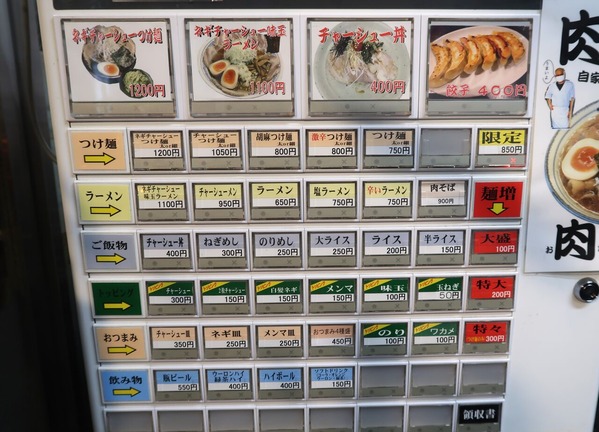 ネギチャーシューつけ麺
1200円
ネギチャーシュー味玉
ラーメン
1100円
チャーシュー丼
400円
餃子 400円
肉
自家
つけ麺
ネギチャーシュー
つけ麺
1200円
チャーシュー
つけ麺
1050円
胡麻つけ麺
800円
激辛つけ麺
800円
つけ麺
750円
限定
850円
ラーメン
ネギチャーシュー
味玉ラーメン
1100円
チャーシューメン
950円
ラーメン
650円
塩ラーメン
750円
辛いラーメン
750円
肉そば
900円
麺増
ご飯物
チャーシュー丼
400円
ねぎめし
300円
のりめし
250円
大ライス
250円
ライス
200円
半ライス
150円
大盛
100円
トッピング
チャーシュー
300円
150円
白髪ネギ
150円
メンマ
150円
味玉
100円
玉ねぎ
50円
特大
200円
おつまみ
チャーシュー皿
350円
ネギ皿
250円
メンマ皿
250円
おつまみ4種盛
450円
のり
100円
ワカメ
100円
特々
300円
飲み物
瓶ビール
550円
ウーロンハイ
緑茶ハイ
400円
ハイボール
400円
ソフトドリンク
150円
領収書
肉
お